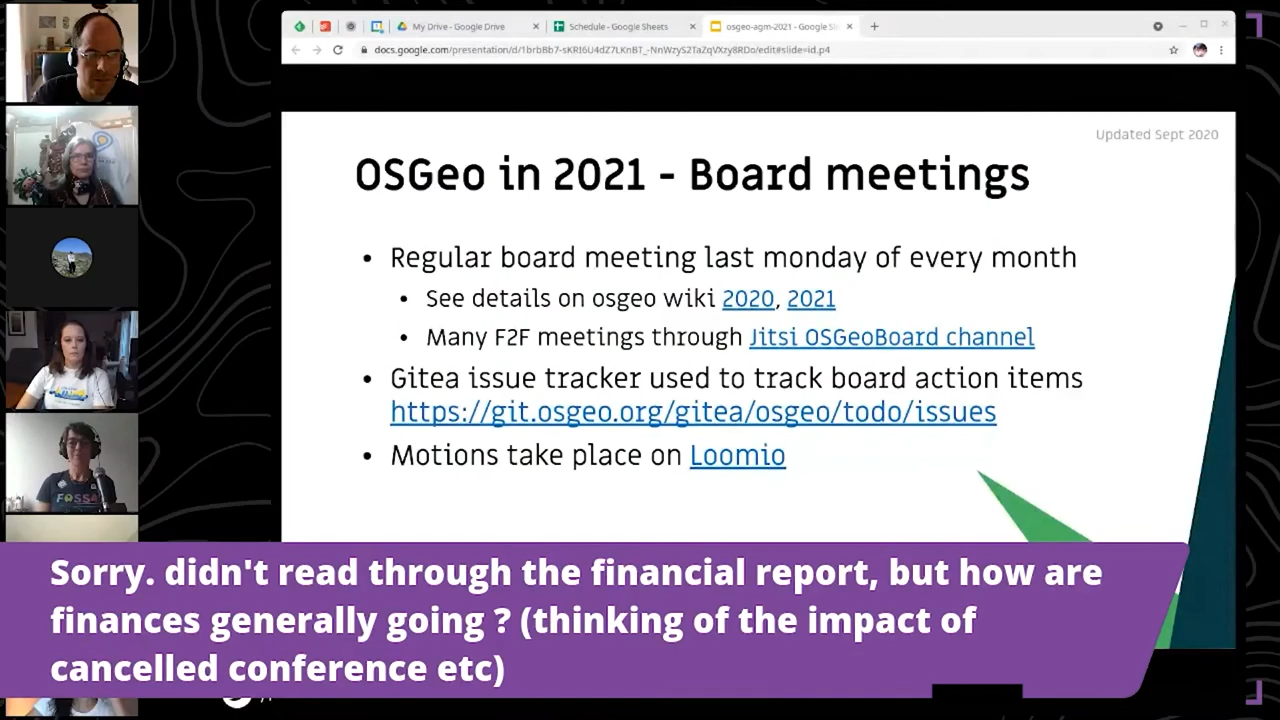 My Drive - Google Drive
Schedule - Google Sheets
osgeo-agm-2021 - Google Sl
docs.google.com/presentation/d/1brbBb7-sKRI6U4dZ7LKnBT_-NnWzyS2TaZqVXzy8RDo/edit#slide=id.p4
Updated Sept 2020
OSGeo in 2021 - Board meetings
• Regular board meeting last monday of every month
• See details on osgeo wiki 2020, 2021
• Many F2F meetings through Jitsi OSGeoBoard channel
• Gitea issue tracker used to track board action items
https://git.osgeo.org/gitea/osgeo/todo/issues
• Motions take place on Loomio
FOSS4
Sorry. didn't read through the financial report, but how are
finances generally going ? (thinking of the impact of
cancelled conference etc)